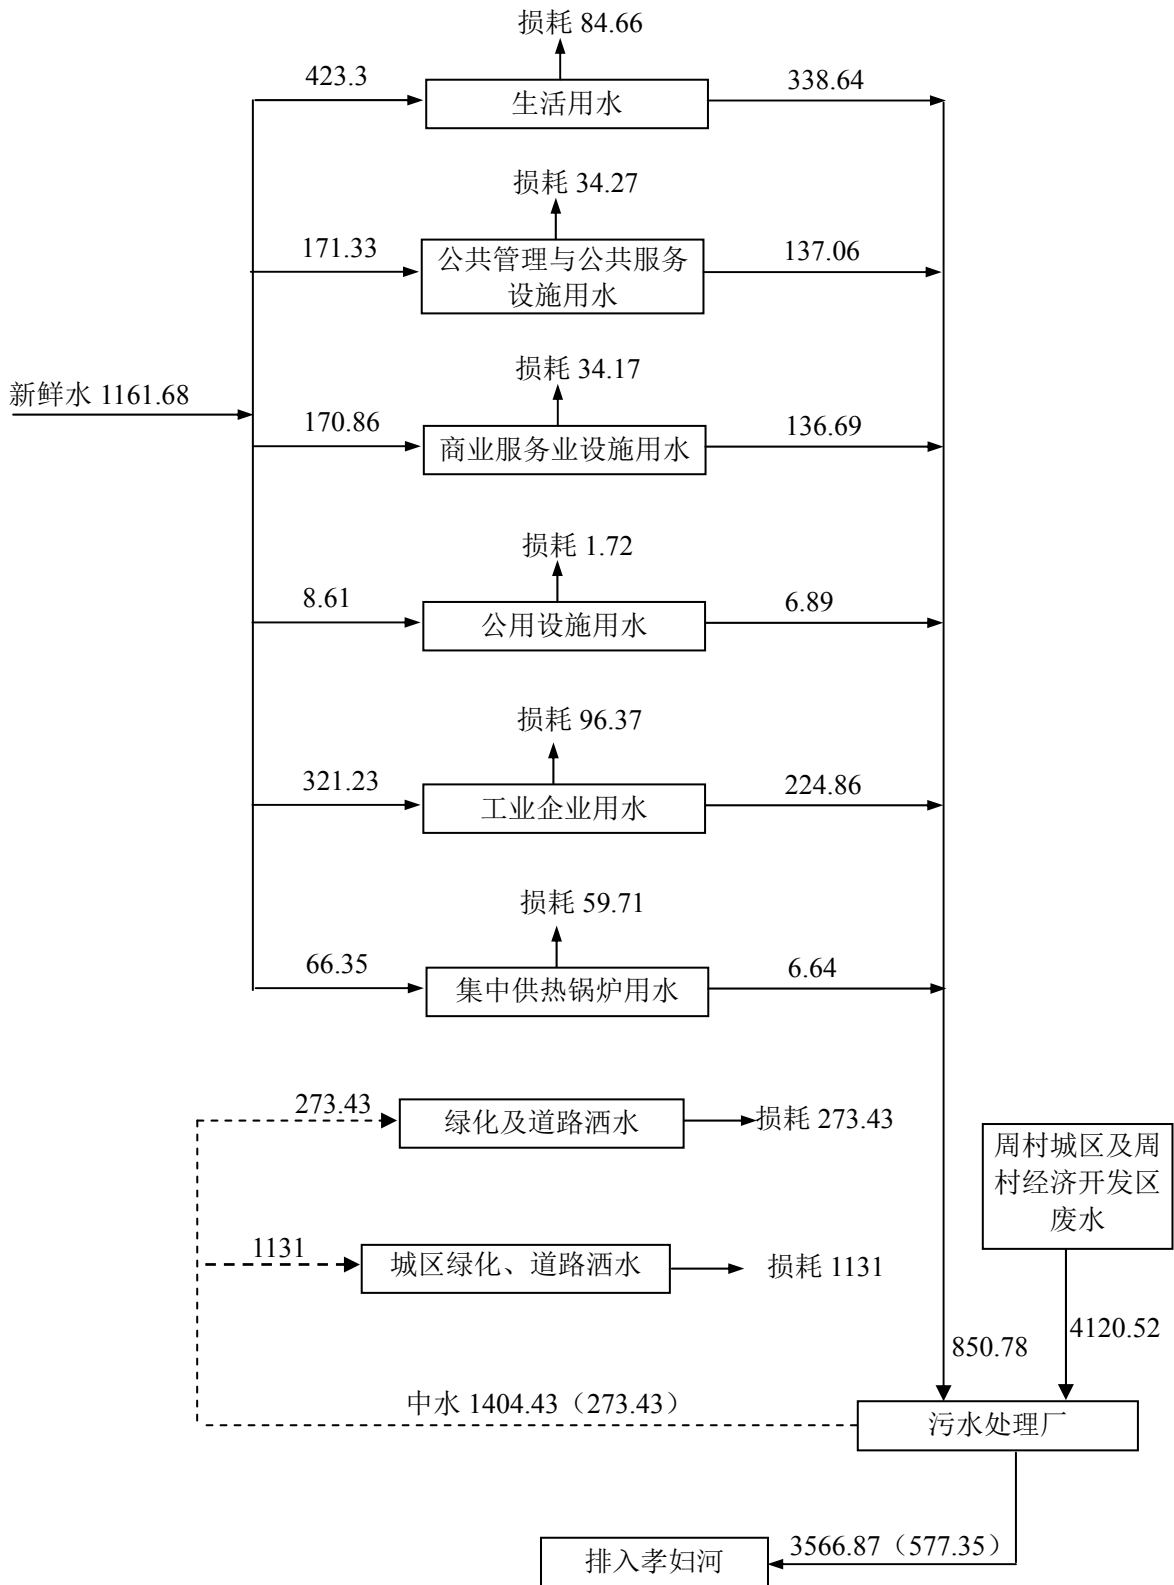 损耗 84.66
423.3
生活用水
338.64
损耗 34.27
171.33
公共管理与公共服务
设施用水
137.06
损耗 34.17
新鲜水 1161.68
170.86
商业服务业设施用水
136.69
损耗 1.72
8.61
公用设施用水
6.89
损耗 96.37
321.23
工业企业用水
224.86
损耗 59.71
66.35
集中供热锅炉用水
6.64
273.43
绿化及道路洒水
损耗 273.43
周村城区及周
村经济开发区
废水
1131
城区绿化、道路洒水
损耗 1131
850.78
4120.52
中水 1404.43（273.43）
污水处理厂
3566.87（577.35）
排入孝妇河